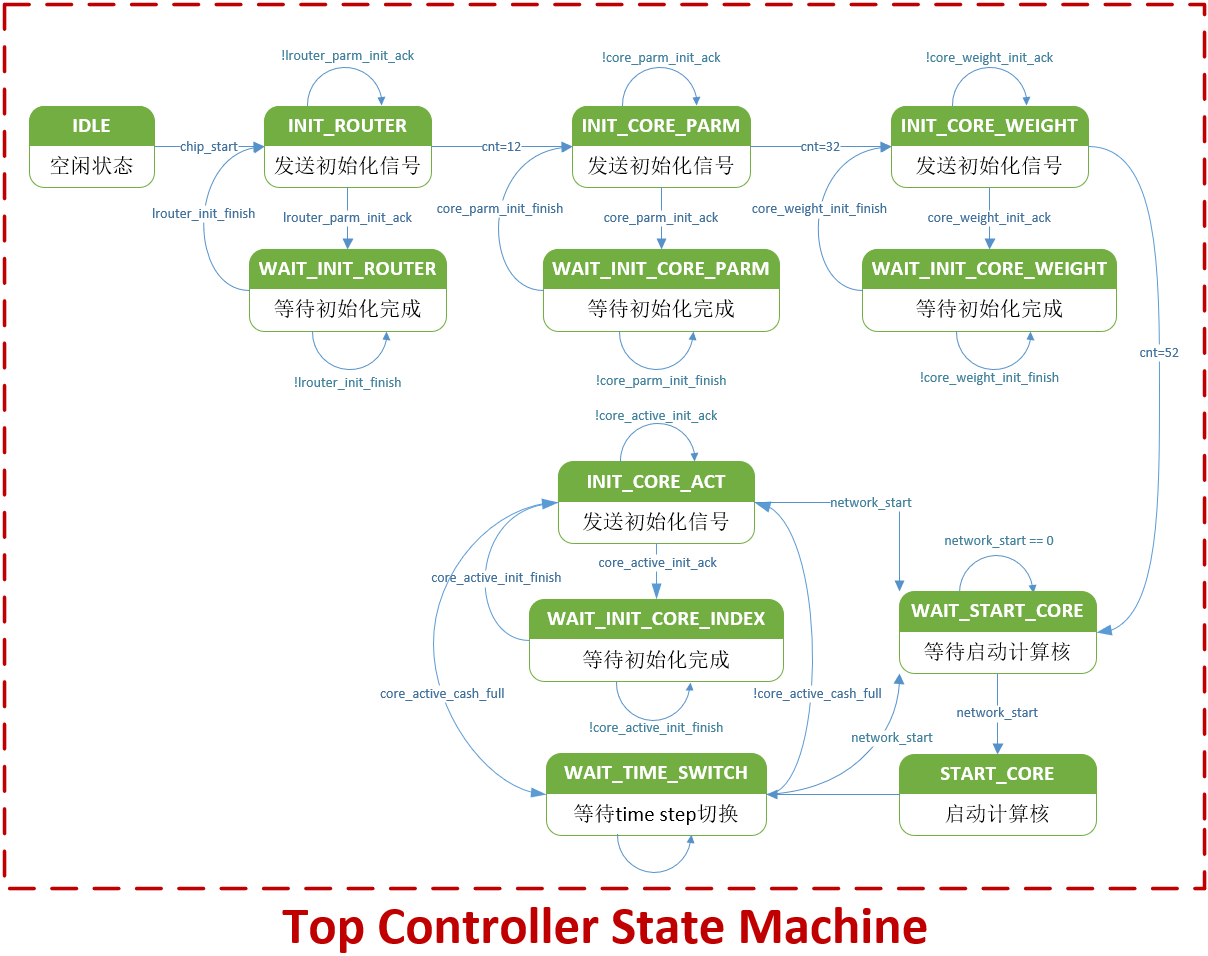 !lrouter_parm_init_ack
!core_parm_init_ack
!core_weight_init_ack
IDLE
空闲状态
chip_start
INIT_ROUTER
发送初始化信号
cnt=12
INIT_CORE_PARM
发送初始化信号
cnt=32
INIT_CORE_WEIGHT
发送初始化信号
lrouter_init_finish
lrouter_parm_init_ack
core_parm_init_finish
core_parm_init_ack
core_weight_init_finish
core_weight_init_ack
WAIT_INIT_ROUTER
等待初始化完成
WAIT_INIT_CORE_PARM
等待初始化完成
WAIT_INIT_CORE_WEIGHT
等待初始化完成
cnt=52
!lrouter_init_finish
!core_parm_init_finish
!core_weight_init_finish
!core_active_init_ack
INIT_CORE_ACT
发送初始化信号
network_start
network_start == 0
core_active_init_ack
core_active_init_finish
WAIT_INIT_CORE_INDEX
等待初始化完成
WAIT_START_CORE
等待启动计算核
core_active_cash_full
!core_active_cash_full
!core_active_init_finish
network_start
network_start
WAIT_TIME_SWITCH
等待time step切换
START_CORE
启动计算核
Top Controller State Machine